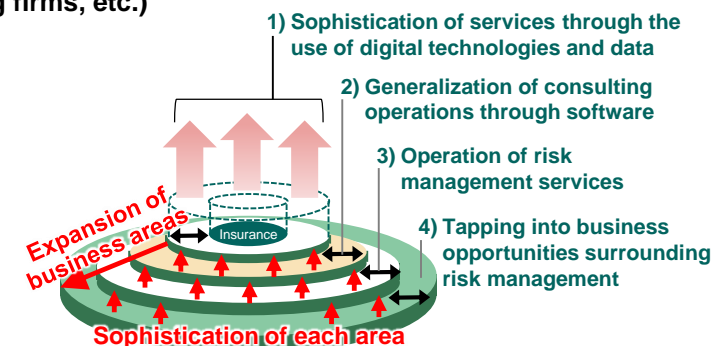 g firms, etc.)
1) Sophistication of services through the
use of digital technologies and data
2) Generalization of consulting
operations through software
3) Operation of risk
management services
4) Tapping into business
opportunities surrounding
risk management
Insurance
Expansion of
business areas
Sophistication of each area